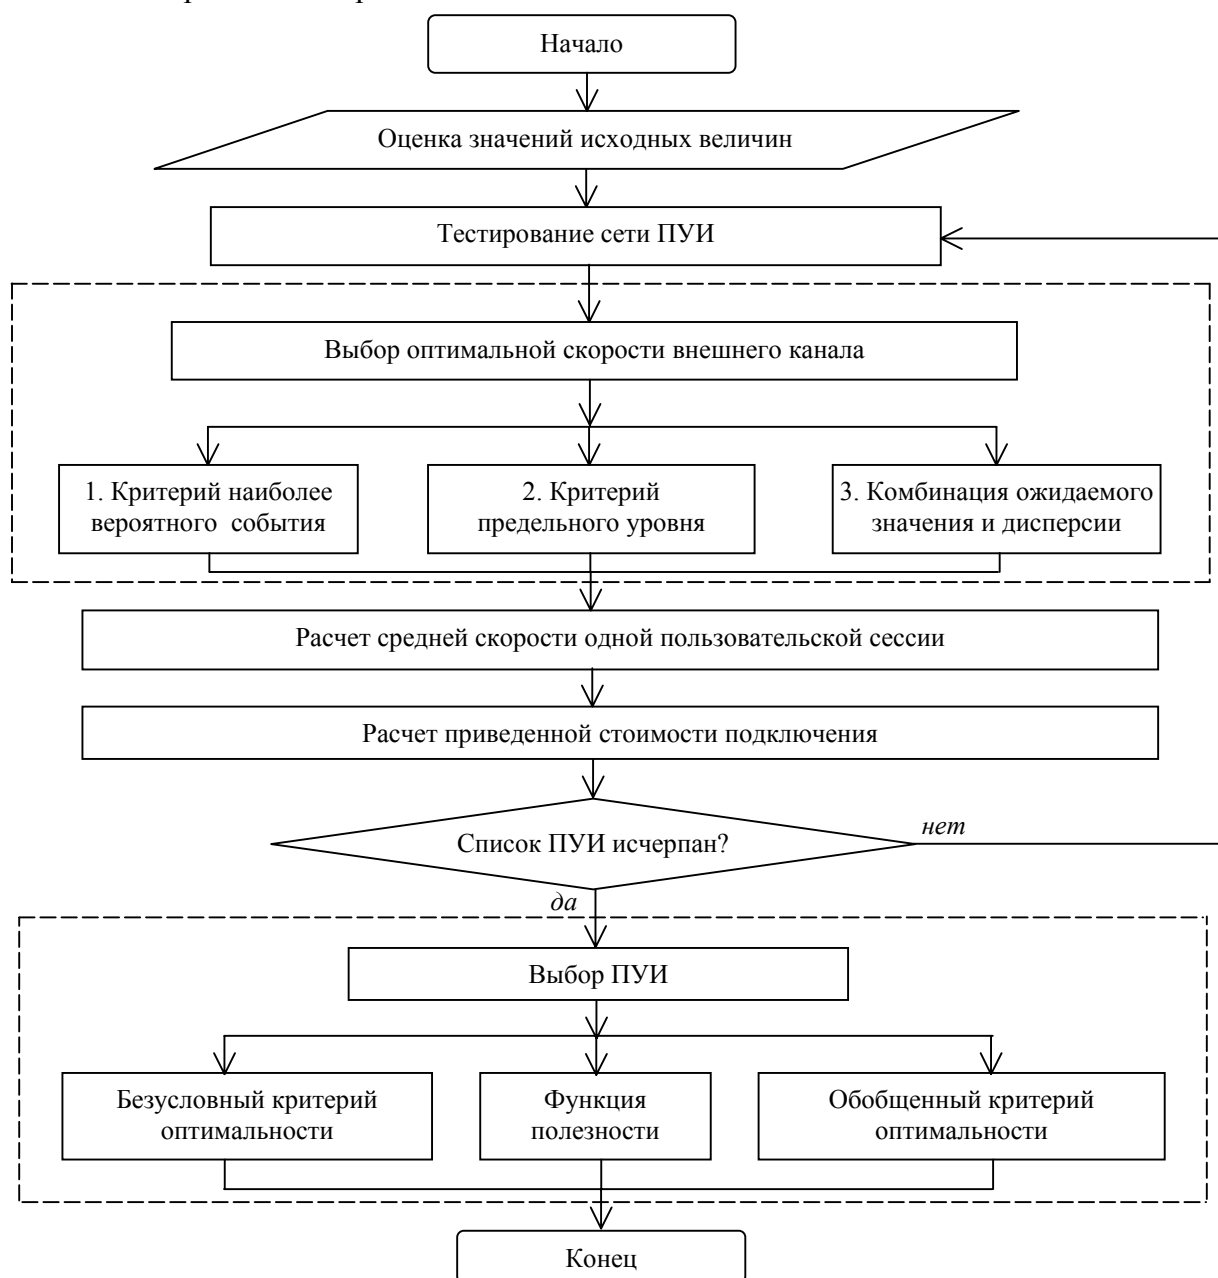 Начало
Оценка значений исходных величин
Тестирование сети ПУИ
Выбор оптимальной скорости внешнего канала
1. Критерий наиболее
вероятного события
2. Критерий
предельного уровня
3. Комбинация ожидаемого
значения и дисперсии
Расчет средней скорости одной пользовательской сессии
Расчет приведенной стоимости подключения
Список ПУИ исчерпан?
нет
да
Выбор ПУИ
Безусловный критерий
оптимальности
Функция
полезности
Обобщенный критерий
оптимальности
Конец